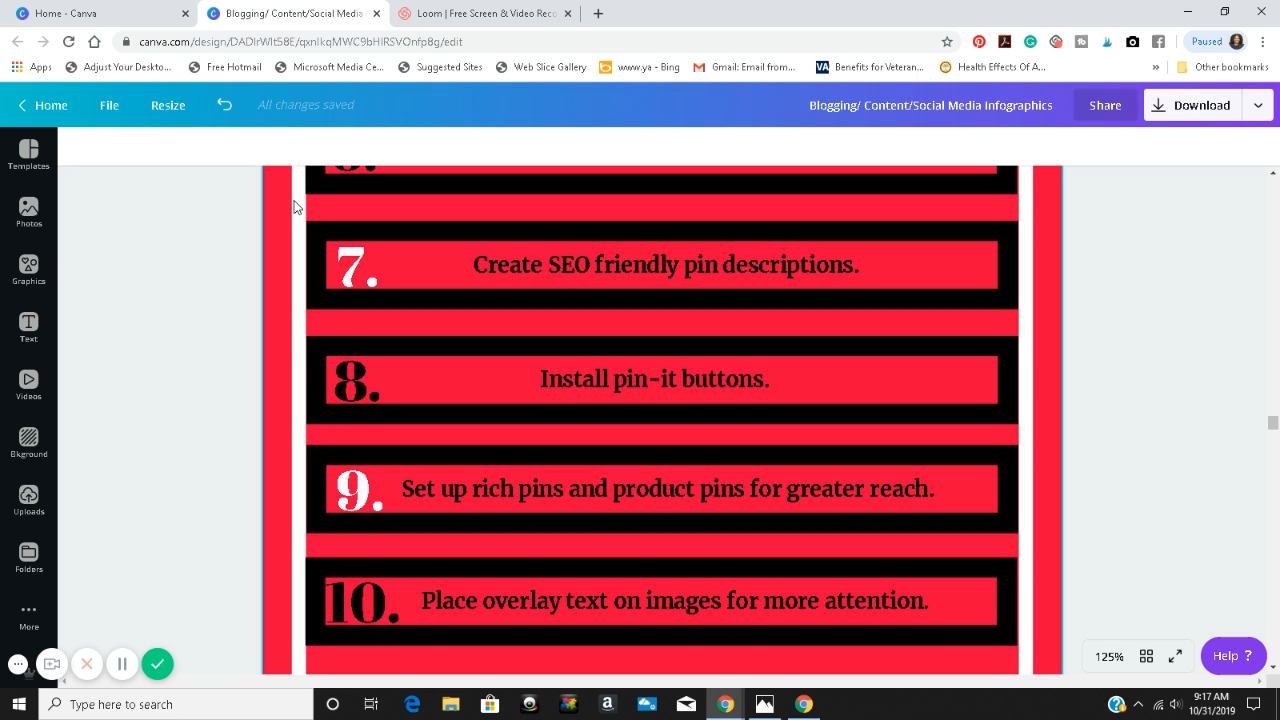 Home - Canva
Blogging/ Content/Social Media
Loom | Free Screen & Video Reco
canva.com/design/DADIrWIt58E/qxnIkqMWC9bHIRSVOnfp8g/edit
Paused
Apps
Adjust Your Deskto...
Free Hotmail
Microsoft Media Ce...
Suggested Sites
Web Slice Gallery
www.ya - Bing
Gmail: Email from...
VA Benefits for Veteran...
Health Effects Of A...
»
Other bookmarks
Home
File
Resize
All changes saved
Blogging/ Content/Social Media Infographics
Share
Download
Templates
Photos
Graphics
Text
Videos
Bkground
Uploads
Folders
More
7. Create SEO friendly pin descriptions.
8. Install pin-it buttons.
9. Set up rich pins and product pins for greater reach.
10. Place overlay text on images for more attention.
125%
Help ?
Type here to search
9:17 AM
10/31/2019